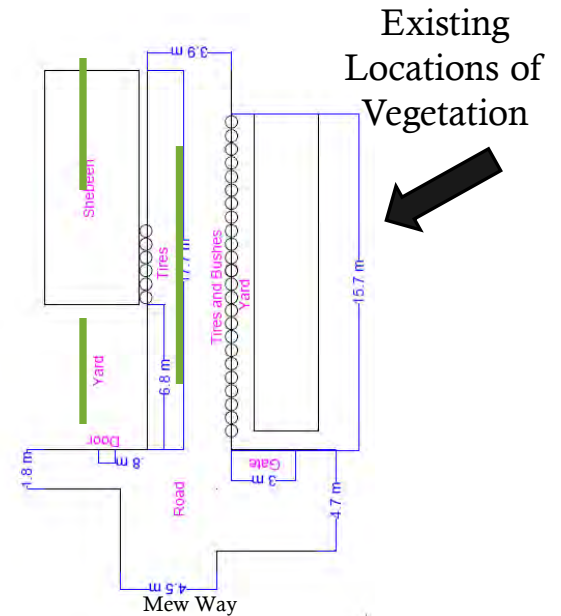 Existing
Locations of
Vegetation
3.9 m
Shebeen
Tires
17.7 m
Tires and Bushes
Yard
15.7 m
6.8 m
Yard
Door
.8 m
1.8 m
Gate
3 m
4.7 m
Road
4.5 m
Mew Way